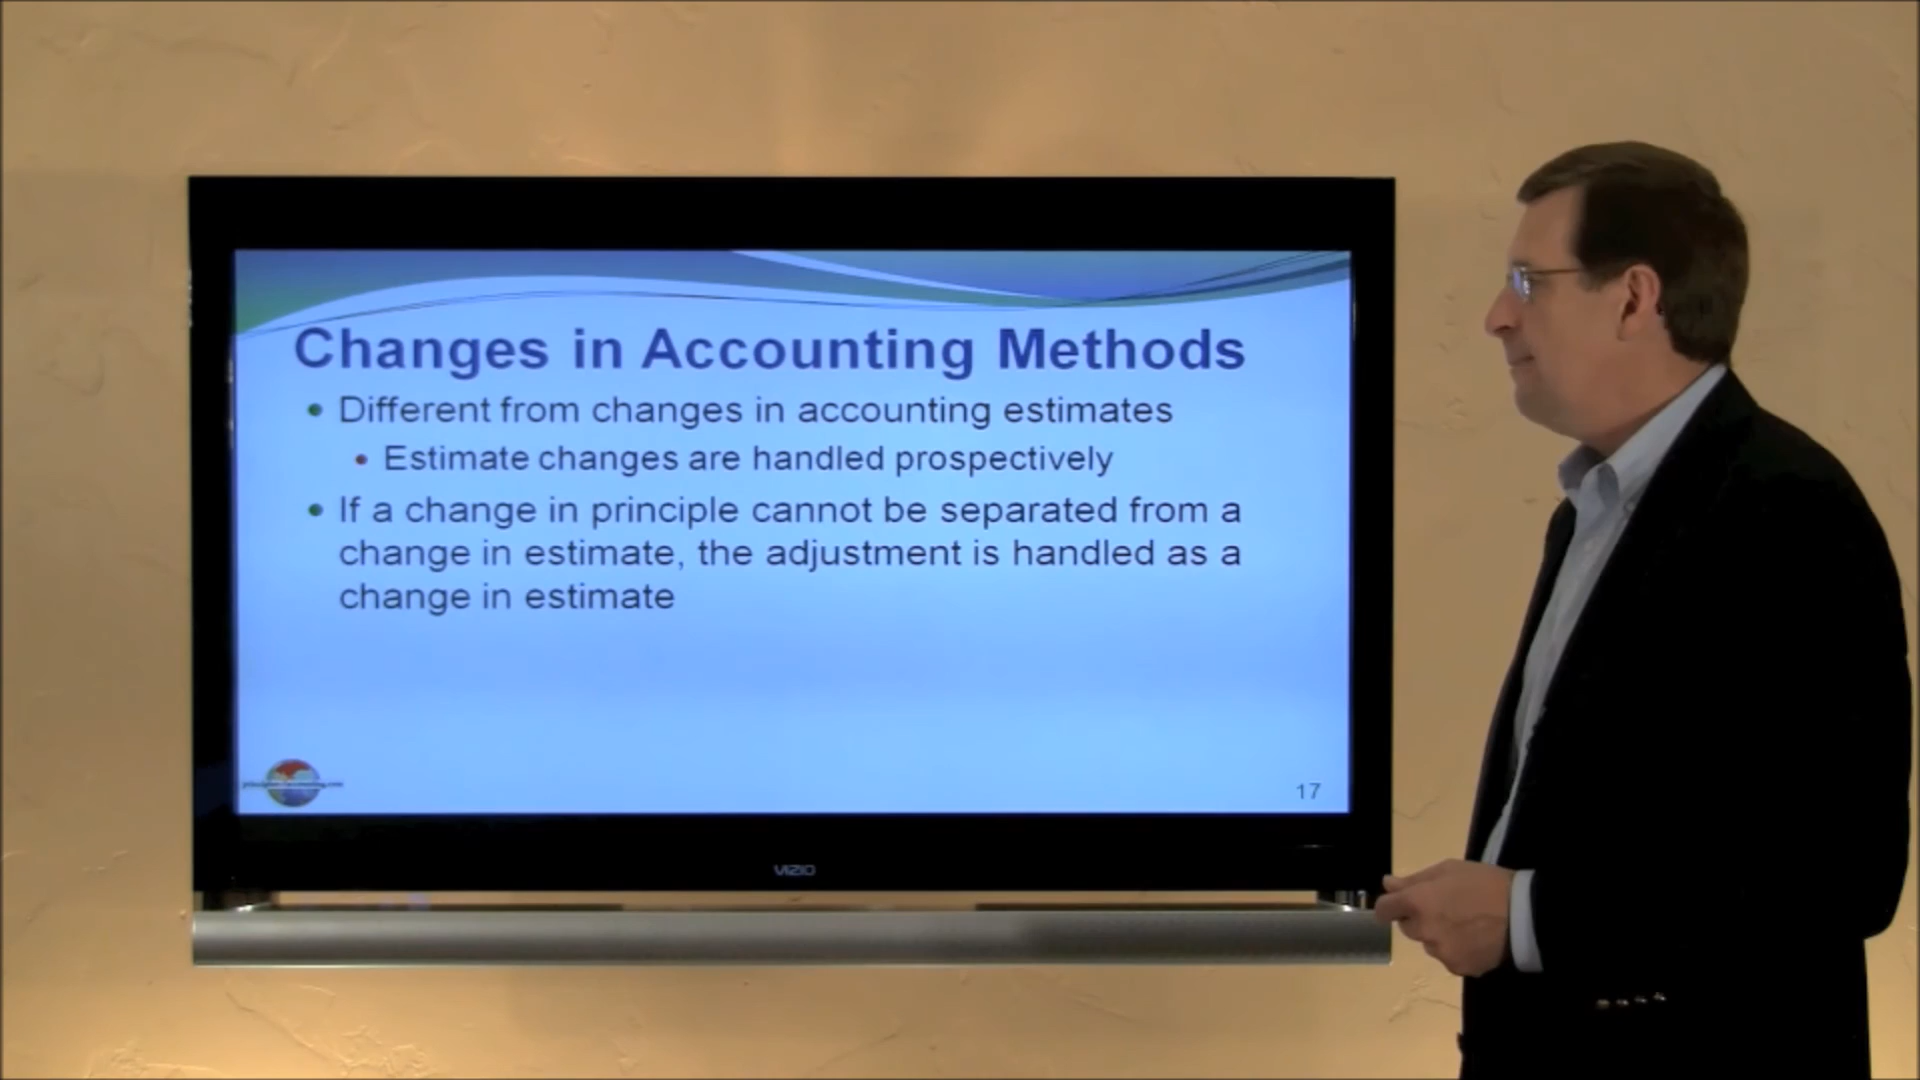 Changes in Accounting Methods
• Different from changes in accounting estimates
• Estimate changes are handled prospectively
• If a change in principle cannot be separated from a
change in estimate, the adjustment is handled as a
change in estimate
17
VIZIO